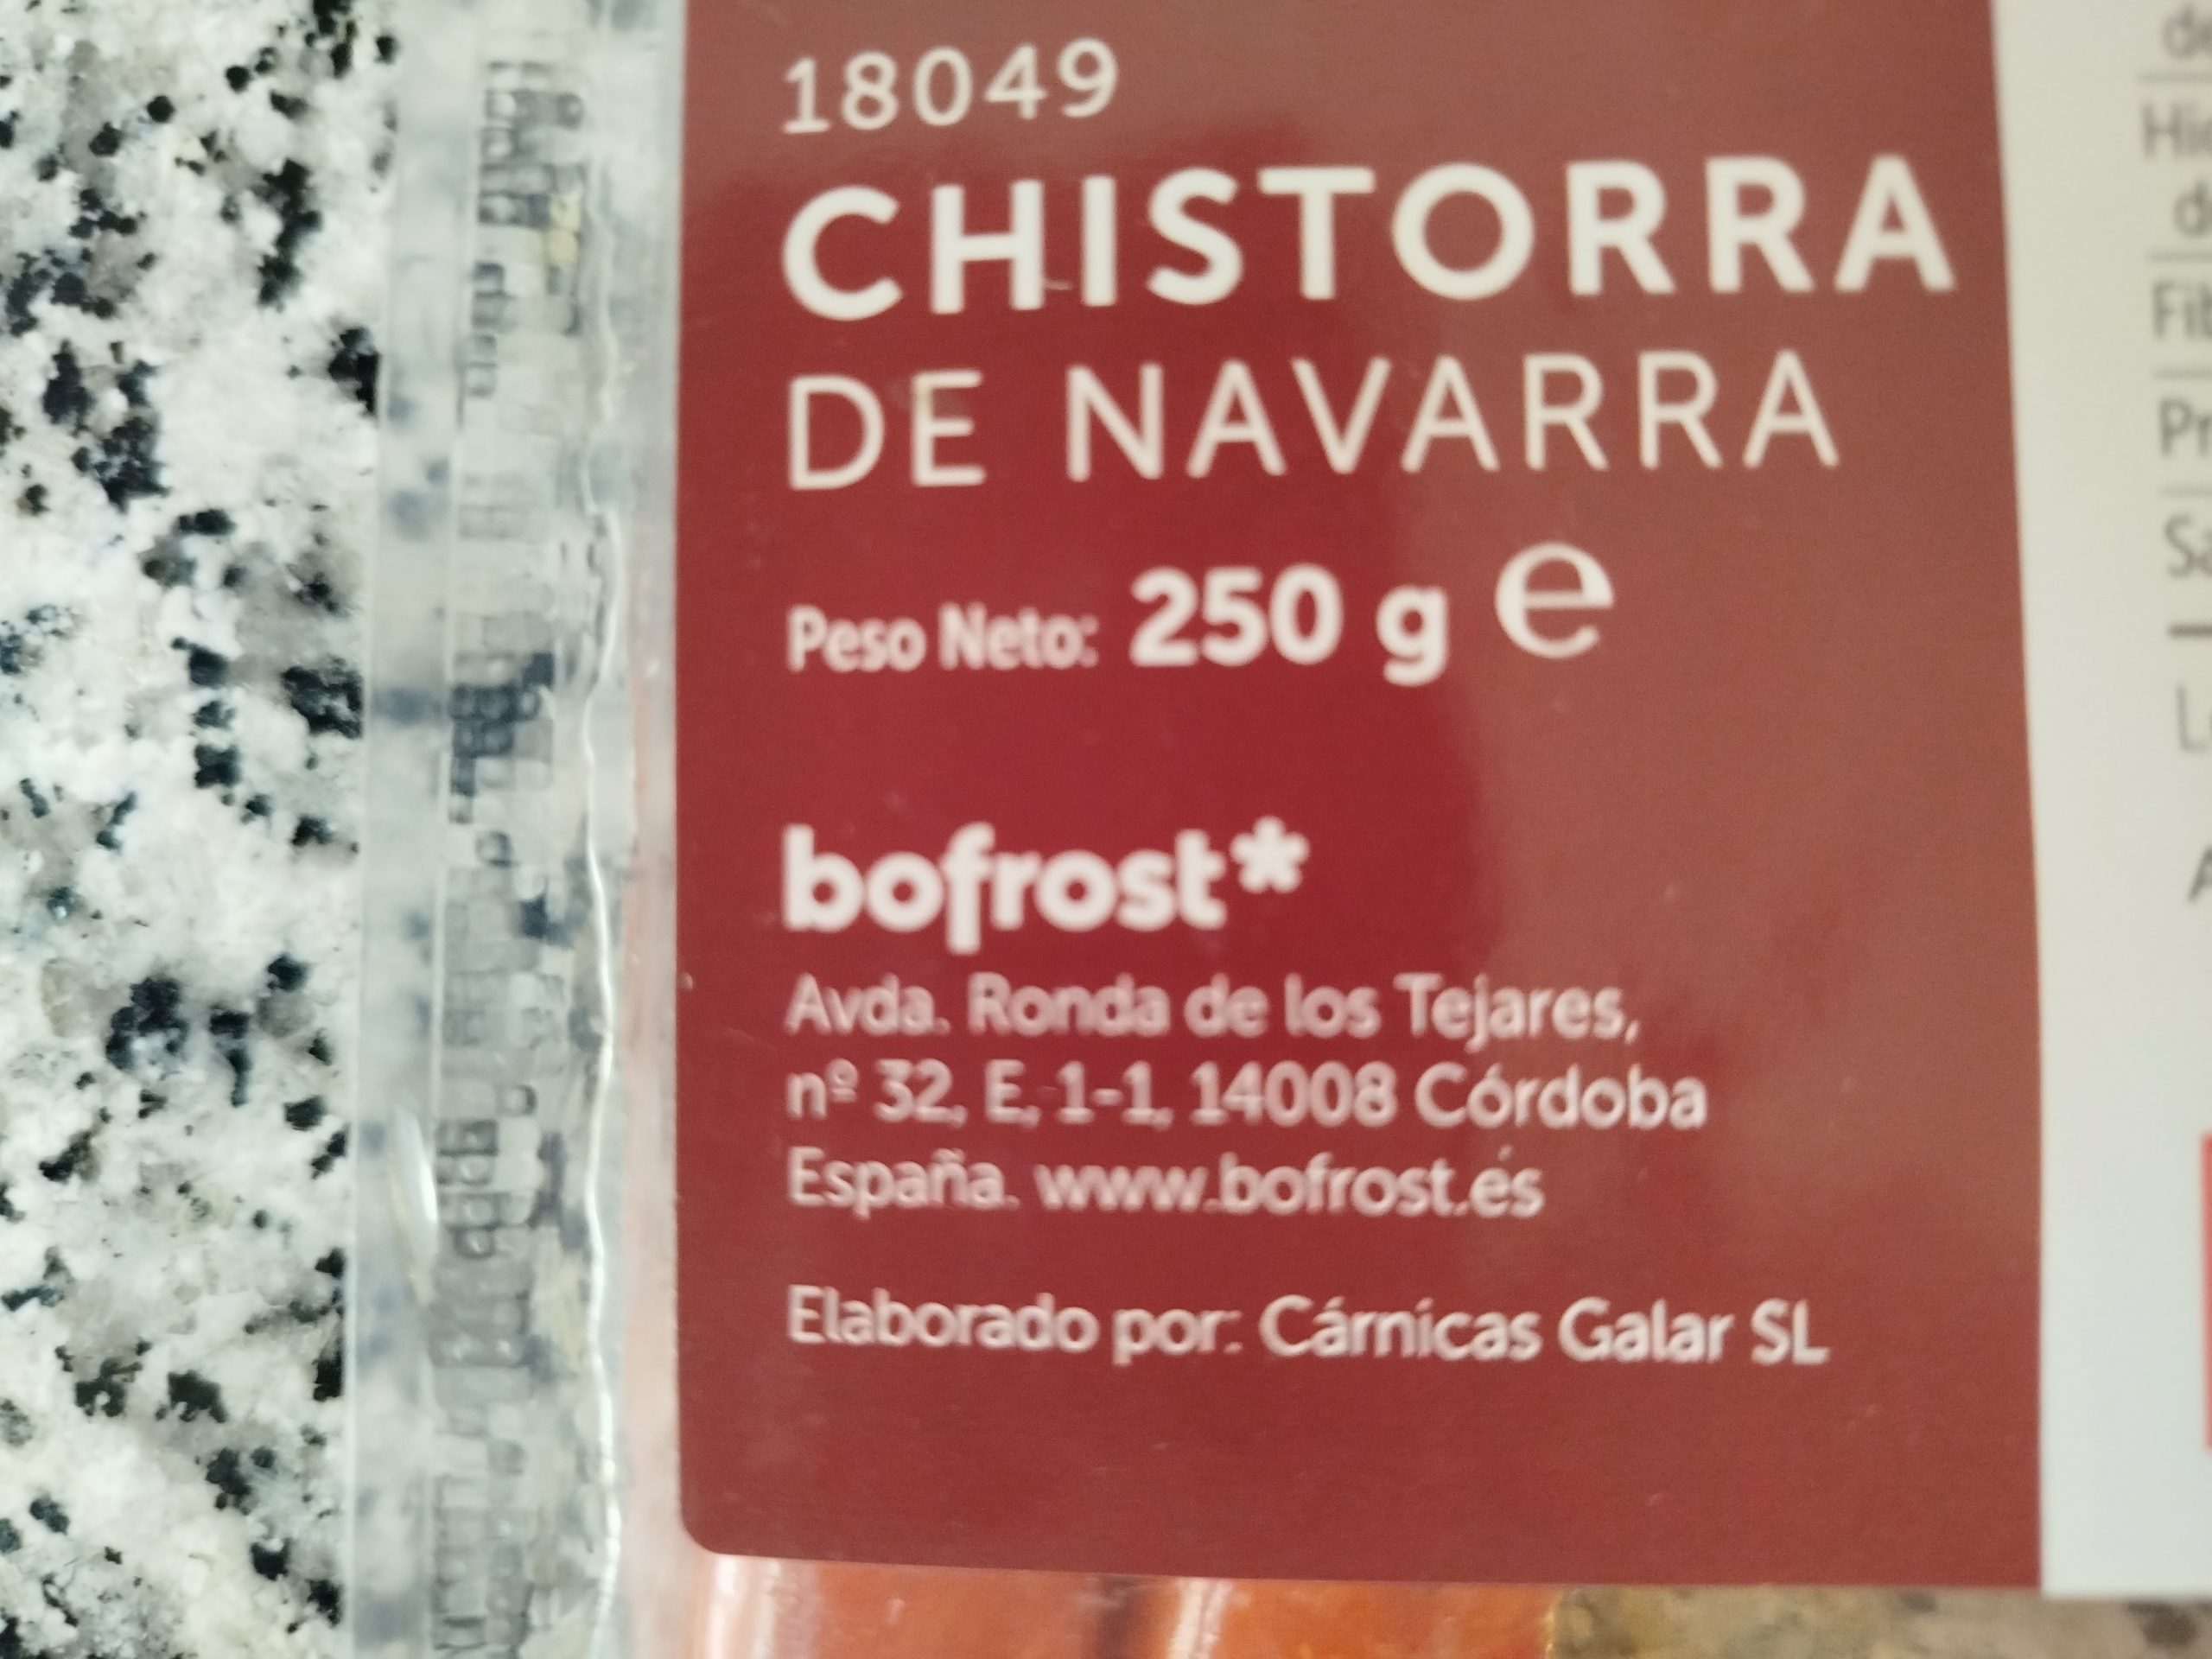 18049
CHISTORRA
DE NAVARRA
Peso Neto: 250 g e
bofrost*
Avda. Ronda de los Tejares,
nº 32, E, 1-1, 14008 Córdoba
España. www.bofrost.es
Elaborado por: Cárnicas Galar SL